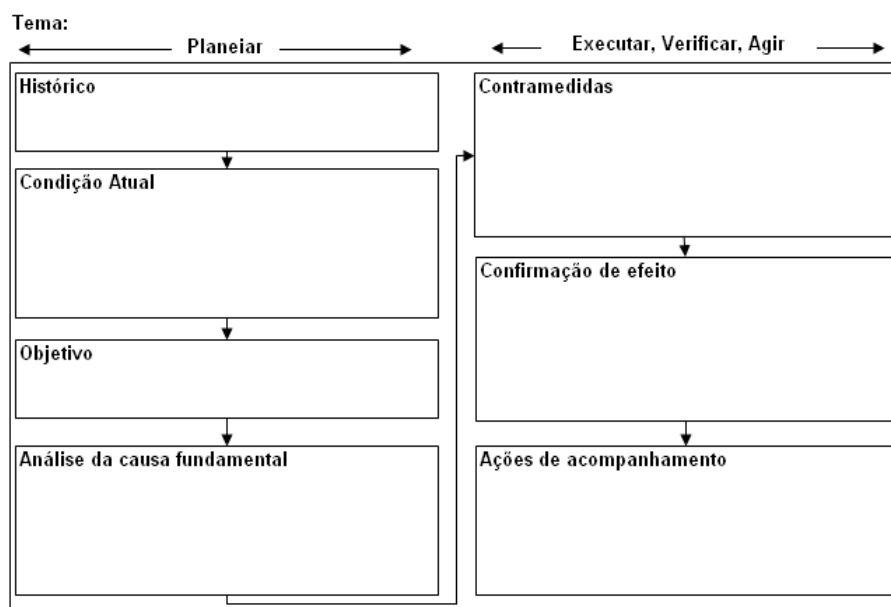 Tema:
Planeiar
Executar, Verificar, Agir
Histórico
Condição Atual
Objetivo
Análise da causa fundamental
Contramedidas
Confirmação de efeito
Ações de acompanhamento